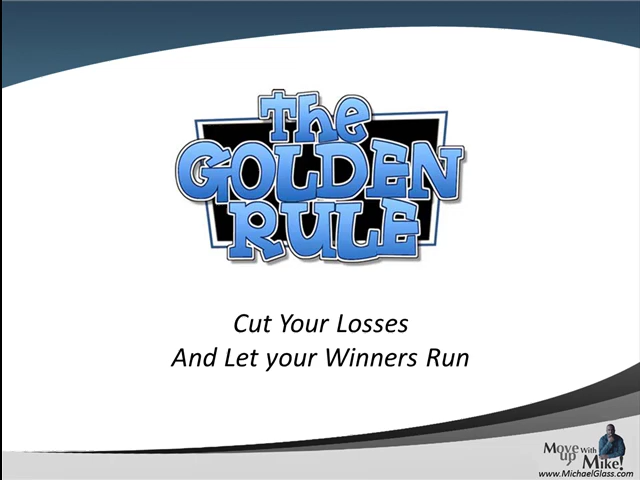 The
GOLDEN
RULE
Cut Your Losses
And Let your Winners Run
Move up With Mike!
www.MichaelGlass.com